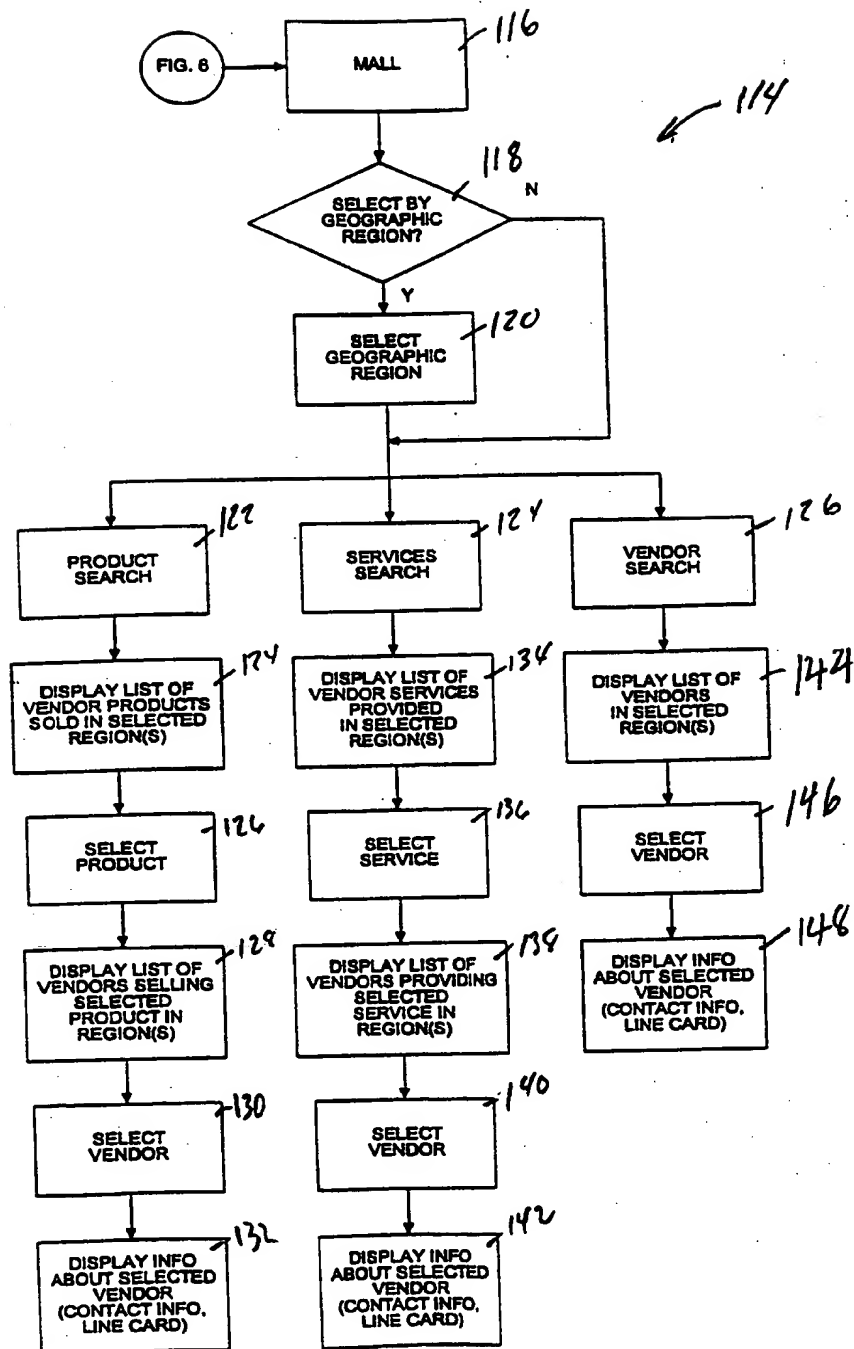 116
FIG. 6
MALL
114
118
N
SELECT BY
GEOGRAPHIC
REGION?
Y
120
SELECT
GEOGRAPHIC
REGION
122
124
126
PRODUCT
SEARCH
SERVICES
SEARCH
VENDOR
SEARCH
124
134
144
DISPLAY LIST OF
VENDOR PRODUCTS
SOLD IN SELECTED
REGION(S)
DISPLAY LIST OF
VENDOR SERVICES
PROVIDED
IN SELECTED
REGION(S)
DISPLAY LIST OF
VENDORS
IN SELECTED
REGION(S)
126
136
146
SELECT
PRODUCT
SELECT
SERVICE
SELECT
VENDOR
128
138
148
DISPLAY LIST OF
VENDORS SELLING
SELECTED
PRODUCT IN
REGION(S)
DISPLAY LIST OF
VENDORS PROVIDING
SELECTED
SERVICE IN
REGION(S)
DISPLAY INFO
ABOUT SELECTED
VENDOR
(CONTACT INFO,
LINE CARD)
130
140
SELECT
VENDOR
SELECT
VENDOR
132
142
DISPLAY INFO
ABOUT SELECTED
VENDOR
(CONTACT INFO,
LINE CARD)
DISPLAY INFO
ABOUT SELECTED
VENDOR
(CONTACT INFO,
LINE CARD)